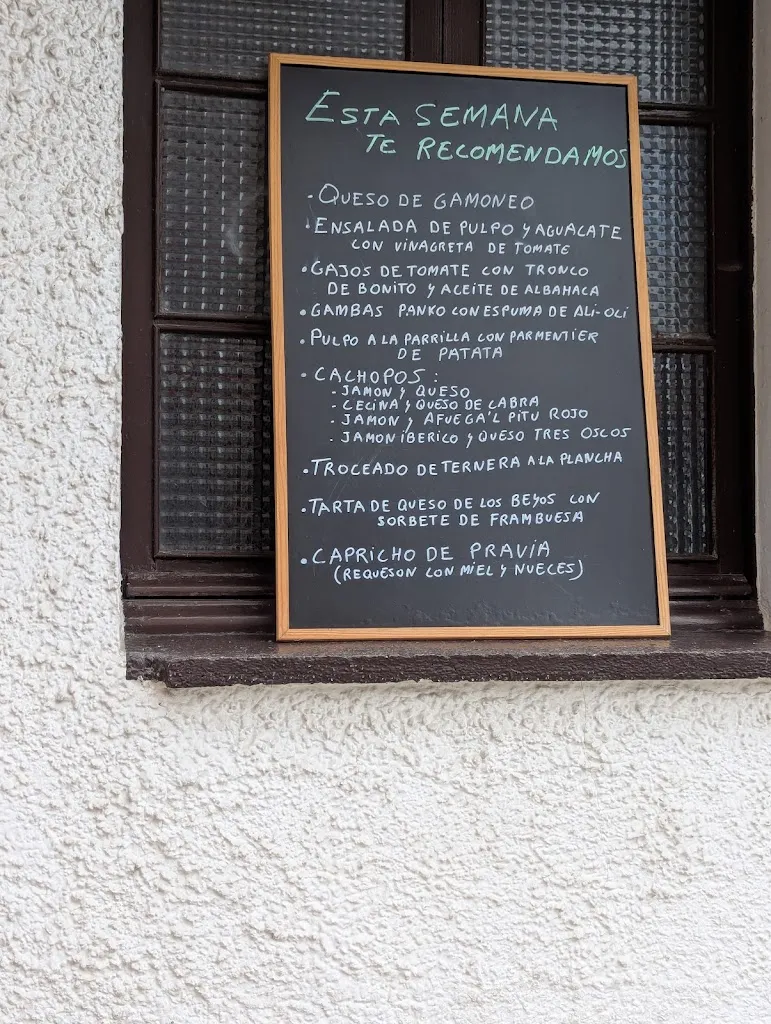 ESTA SEMANA
TE RECOMENDAMOS
· QUESO DE GAMONEO
· ENSALADA DE PULPO Y AGUACATE
CON VINAGRETA DE TOMATE
· GAJOS DE TOMATE CON TRONCO
DE BONITO Y ACEITE DE ALBAHACA
· GAMBAS PANKO CON ESPUMA DE ALI-OLI
· PULPO A LA PARRILLA CON PARMENTIER
DE PATATA
· CACHOPOS:
- JAMON Y QUESO
- CECINA Y QUESO DE CABRA
- JAMON Y AFUEGA'L PITU ROJO
- JAMON IBERICO Y QUESO TRES OSCOS
· TROCEADO DE TERNERA A LA PLANCHA
· TARTA DE QUESO DE LOS BEYOS CON
SORBETE DE FRAMBUESA
· CAPRICHO DE PRAVIA
(REQUESON CON MIEL Y NUECES)